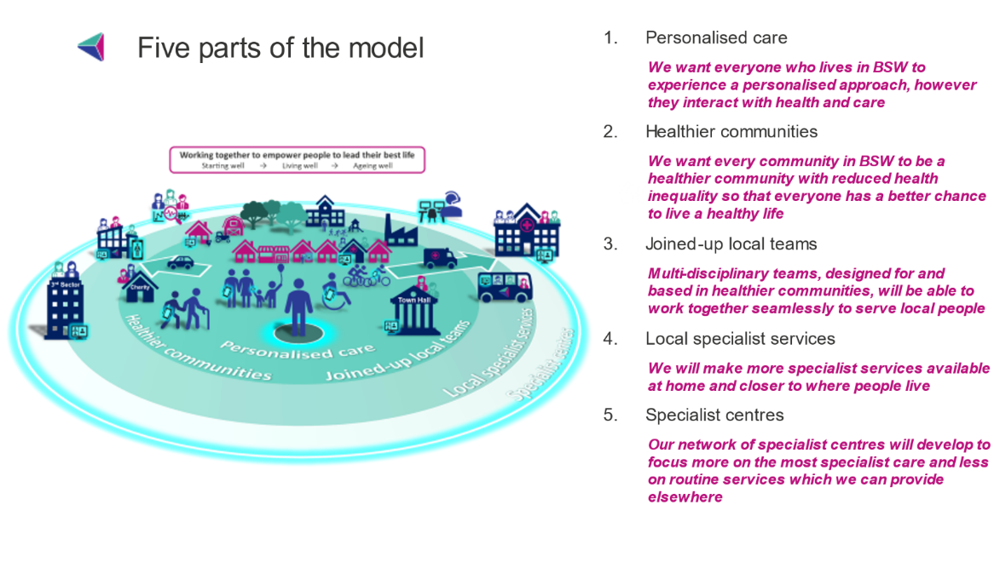 Five parts of the model
Working together to empower people to lead their best life
Starting well → Living well → Ageing well
3rd Sector
Charity
Town Hall
Healthier communities
Personalised care
Joined-up local teams
Local specialist services
Specialist centres
1. Personalised care
We want everyone who lives in BSW to
experience a personalised approach, however
they interact with health and care
2. Healthier communities
We want every community in BSW to be a
healthier community with reduced health
inequality so that everyone has a better chance
to live a healthy life
3. Joined-up local teams
Multi-disciplinary teams, designed for and
based in healthier communities, will be able to
work together seamlessly to serve local people
4. Local specialist services
We will make more specialist services available
at home and closer to where people live
5. Specialist centres
Our network of specialist centres will develop to
focus more on the most specialist care and less
on routine services which we can provide
elsewhere